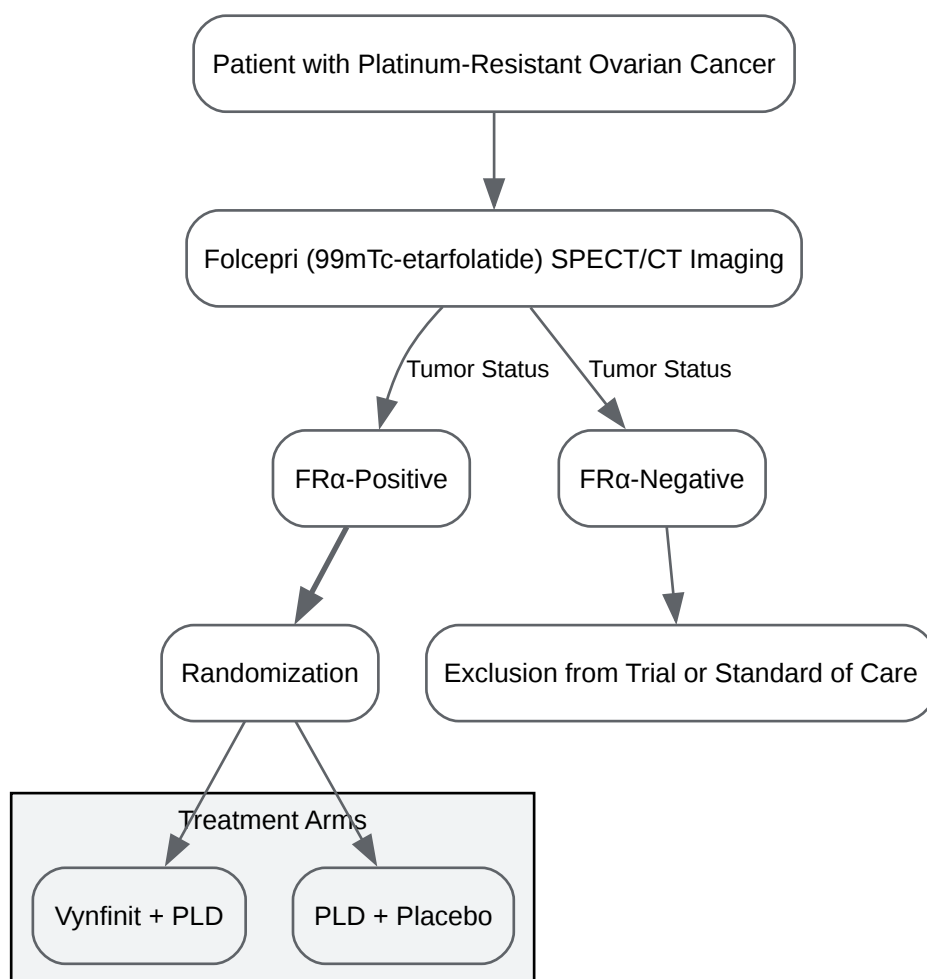 Patient with Platinum-Resistant Ovarian Cancer
Folcepri (99mTc-etarfolatide) SPECT/CT Imaging
Tumor Status
Tumor Status
FRα-Positive
FRα-Negative
Randomization
Exclusion from Trial or Standard of Care
Treatment Arms
Vynfinit + PLD
PLD + Placebo